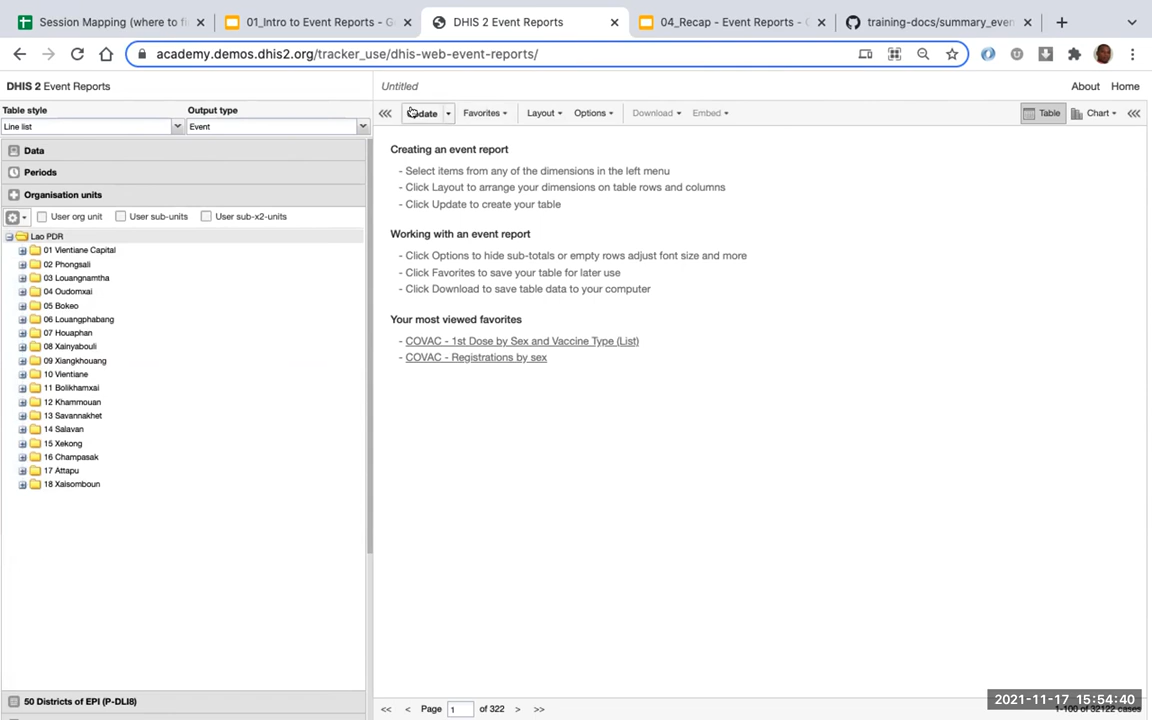 Session Mapping (where to fi
01_Intro to Event Reports - G
DHIS 2 Event Reports
04_Recap - Event Reports - G
training-docs/summary_even
academy.demos.dhis2.org/tracker_use/dhis-web-event-reports/
DHIS 2 Event Reports
Untitled
About Home
Table style Output type
Line list Event
Update Favorites Layout Options Download Embed Table Chart
Data
Periods
Organisation units
User org unit User sub-units User sub-x2-units
Lao PDR
01 Vientiane Capital
02 Phongsali
03 Louangnamtha
04 Oudomxai
05 Bokeo
06 Louangphabang
07 Houaphan
08 Xainyabouli
09 Xiangkhouang
10 Vientiane
11 Bolikhamxai
12 Khammouan
13 Savannakhet
14 Salavan
15 Xekong
16 Champasak
17 Attapu
18 Xaisomboun
50 Districts of EPI (P-DLI8)
Creating an event report
- Select items from any of the dimensions in the left menu
- Click Layout to arrange your dimensions on table rows and columns
- Click Update to create your table
Working with an event report
- Click Options to hide sub-totals or empty rows adjust font size and more
- Click Favorites to save your table for later use
- Click Download to save table data to your computer
Your most viewed favorites
- COVAC - 1st Dose by Sex and Vaccine Type (List)
- COVAC - Registrations by sex
<< < Page 1 of 322 > >>
2021-11-17 15:54:40
1-100 of 32122 cases